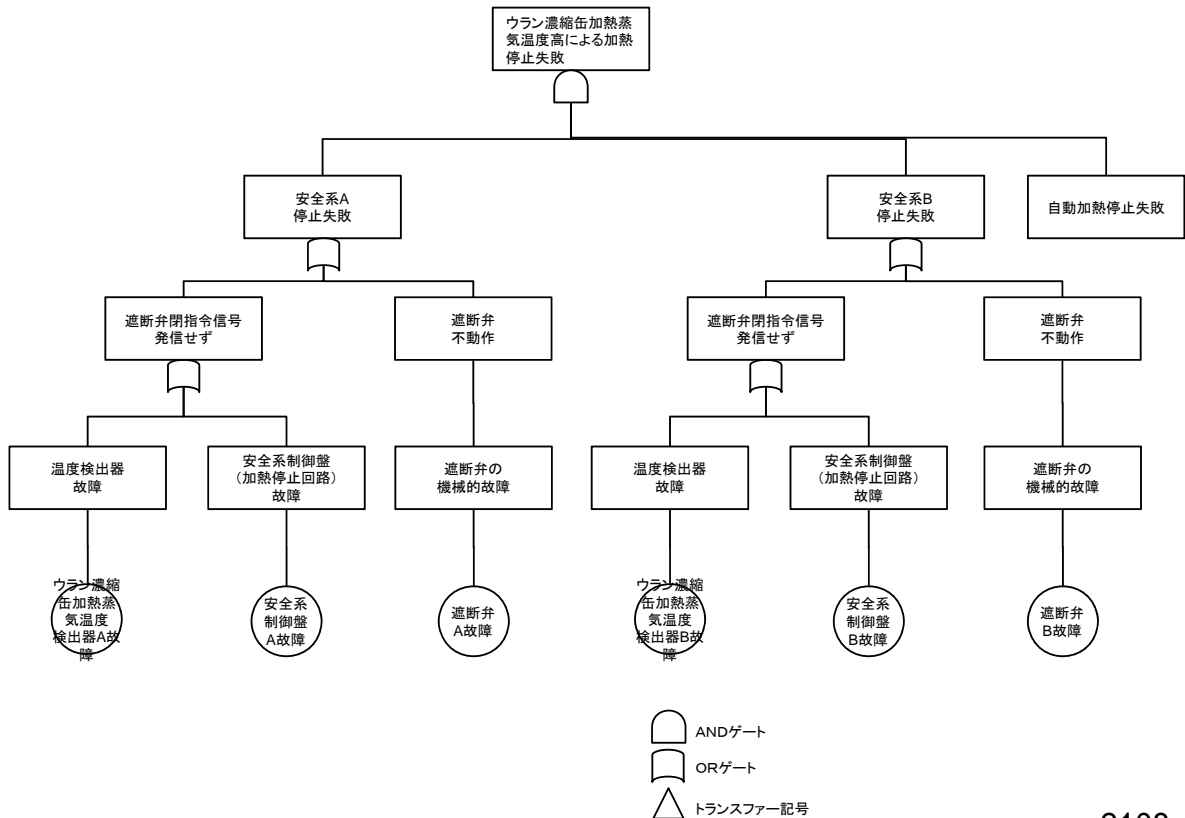 ウラン濃縮缶加熱蒸
気温度高による加熱
停止失敗
安全系A
停止失敗
安全系B
停止失敗
自動加熱停止失敗
遮断弁閉指令信号
発信せず
遮断弁
不動作
遮断弁閉指令信号
発信せず
遮断弁
不動作
温度検出器
故障
安全系制御盤
（加熱停止回路）
故障
遮断弁の
機械的故障
温度検出器
故障
安全系制御盤
（加熱停止回路）
故障
遮断弁の
機械的故障
ウラン濃縮
缶加熱蒸
気温度
検出器A故
障
安全系
制御盤
A故障
遮断弁
A故障
ウラン濃縮
缶加熱蒸
気温度
検出器B故
障
安全系
制御盤
B故障
遮断弁
B故障
ANDゲート
ORゲート
トランスファー記号